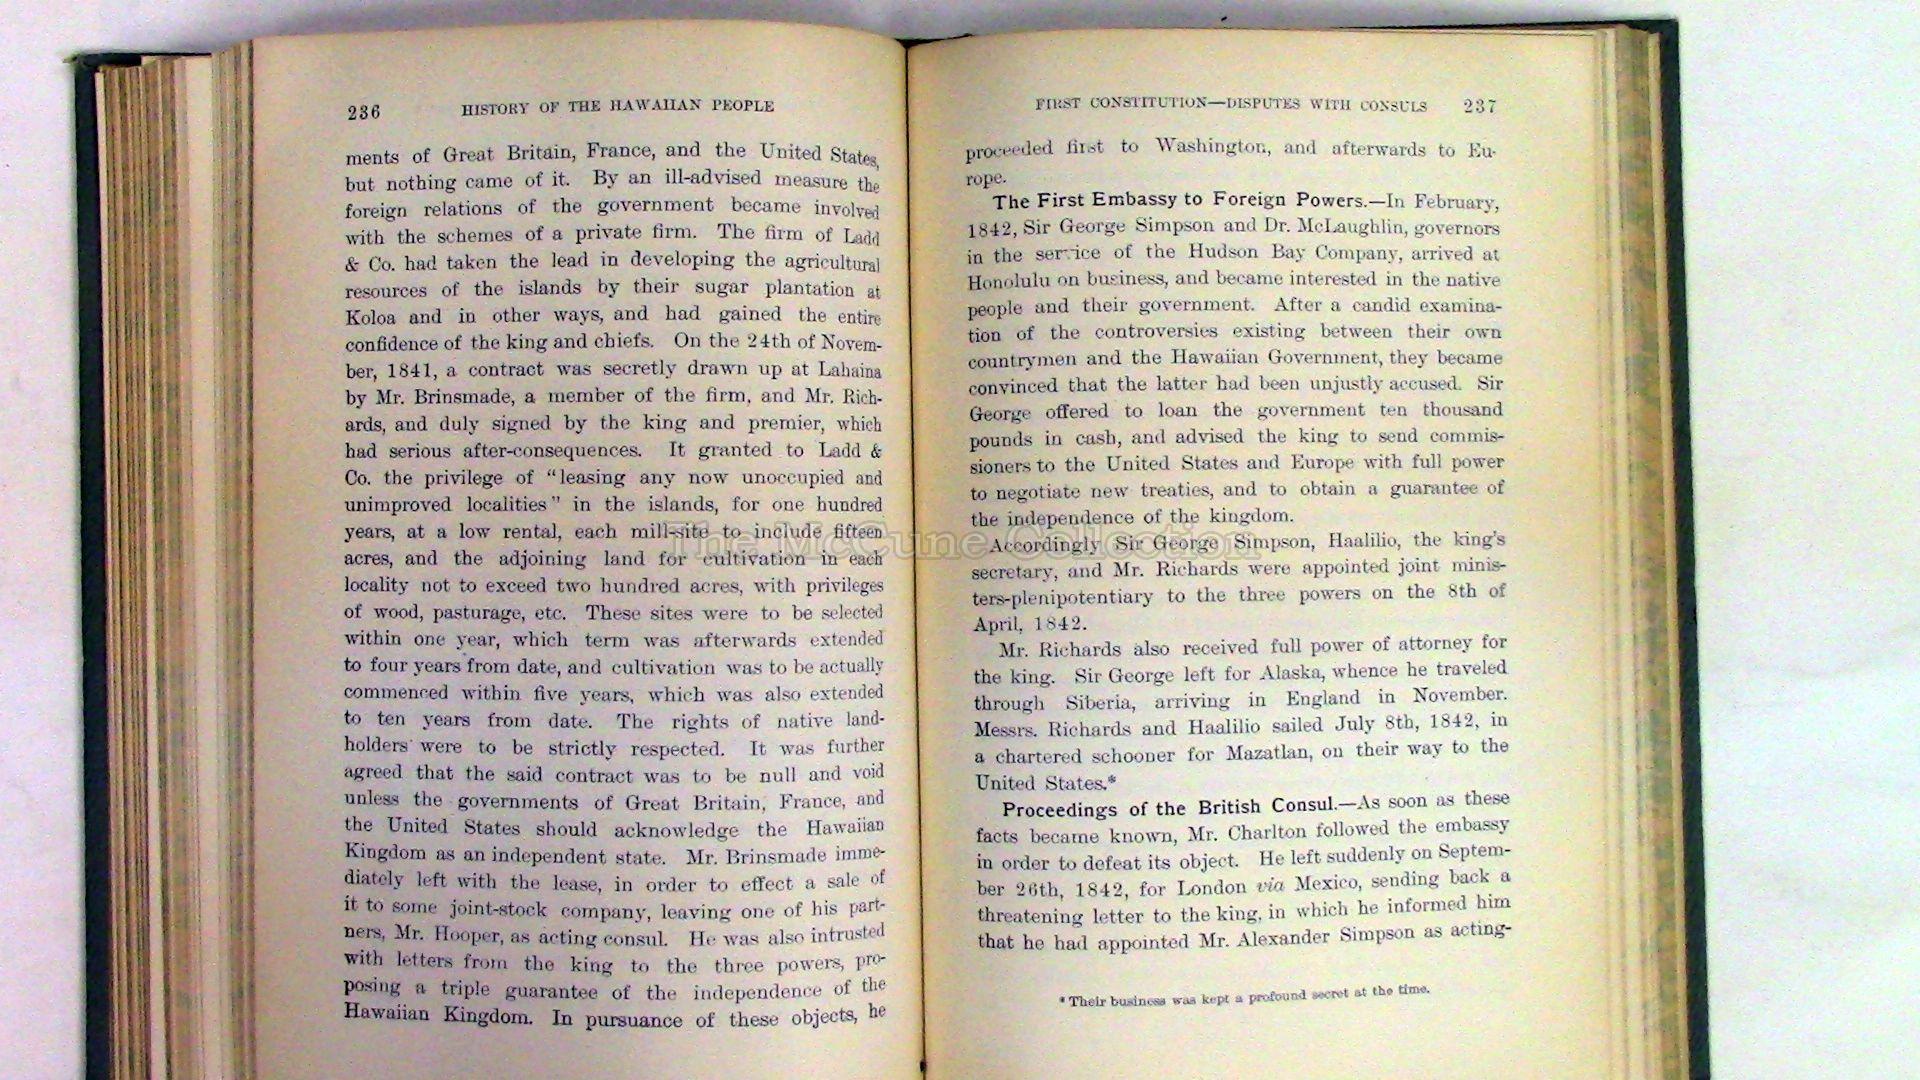 236 HISTORY OF THE HAWAIIAN PEOPLE
ments of Great Britain, France, and the United States,
but nothing came of it. By an ill-advised measure the
foreign relations of the government became involved
with the schemes of a private firm. The firm of Ladd
& Co. had taken the lead in developing the agricultural
resources of the islands by their sugar plantation at
Koloa and in other ways, and had gained the entire
confidence of the king and chiefs. On the 24th of Novem-
ber, 1841, a contract was secretly drawn up at Lahaina
by Mr. Brinsmade, a member of the firm, and Mr. Rich-
ards, and duly signed by the king and premier, which
had serious after-consequences. It granted to Ladd &
Co. the privilege of "leasing any now unoccupied and
unimproved localities" in the islands, for one hundred
years, at a low rental, each mill-site to include fifteen
acres, and the adjoining land for cultivation in each
locality not to exceed two hundred acres, with privileges
of wood, pasturage, etc. These sites were to be selected
within one year, which term was afterwards extended
to four years from date, and cultivation was to be actually
commenced within five years, which was also extended
to ten years from date. The rights of native land-
holders were to be strictly respected. It was further
agreed that the said contract was to be null and void
unless the governments of Great Britain, France, and
the United States should acknowledge the Hawaiian
Kingdom as an independent state. Mr. Brinsmade imme-
diately left with the lease, in order to effect a sale of
it to some joint-stock company, leaving one of his part-
ners, Mr. Hooper, as acting consul. He was also intrusted
with letters from the king to the three powers, pro-
posing a triple guarantee of the independence of the
Hawaiian Kingdom. In pursuance of these objects, he
FIRST CONSTITUTION—DISPUTES WITH CONSULS 237
proceeded first to Washington, and afterwards to Eu-
rope.
The First Embassy to Foreign Powers.—In February,
1842, Sir George Simpson and Dr. McLaughlin, governors
in the service of the Hudson Bay Company, arrived at
Honolulu on business, and became interested in the native
people and their government. After a candid examina-
tion of the controversies existing between their own
countrymen and the Hawaiian Government, they became
convinced that the latter had been unjustly accused. Sir
George offered to loan the government ten thousand
pounds in cash, and advised the king to send commis-
sioners to the United States and Europe with full power
to negotiate new treaties, and to obtain a guarantee of
the independence of the kingdom.
Accordingly Sir George Simpson, Haalilio, the king's
secretary, and Mr. Richards were appointed joint minis-
ters-plenipotentiary to the three powers on the 8th of
April, 1842.
Mr. Richards also received full power of attorney for
the king. Sir George left for Alaska, whence he traveled
through Siberia, arriving in England in November.
Messrs. Richards and Haalilio sailed July 8th, 1842, in
a chartered schooner for Mazatlan, on their way to the
United States.*
Proceedings of the British Consul.—As soon as these
facts became known, Mr. Charlton followed the embassy
in order to defeat its object. He left suddenly on Septem-
ber 26th, 1842, for London via Mexico, sending back a
threatening letter to the king, in which he informed him
that he had appointed Mr. Alexander Simpson as acting-
* Their business was kept a profound secret at the time.
The McCune Collection